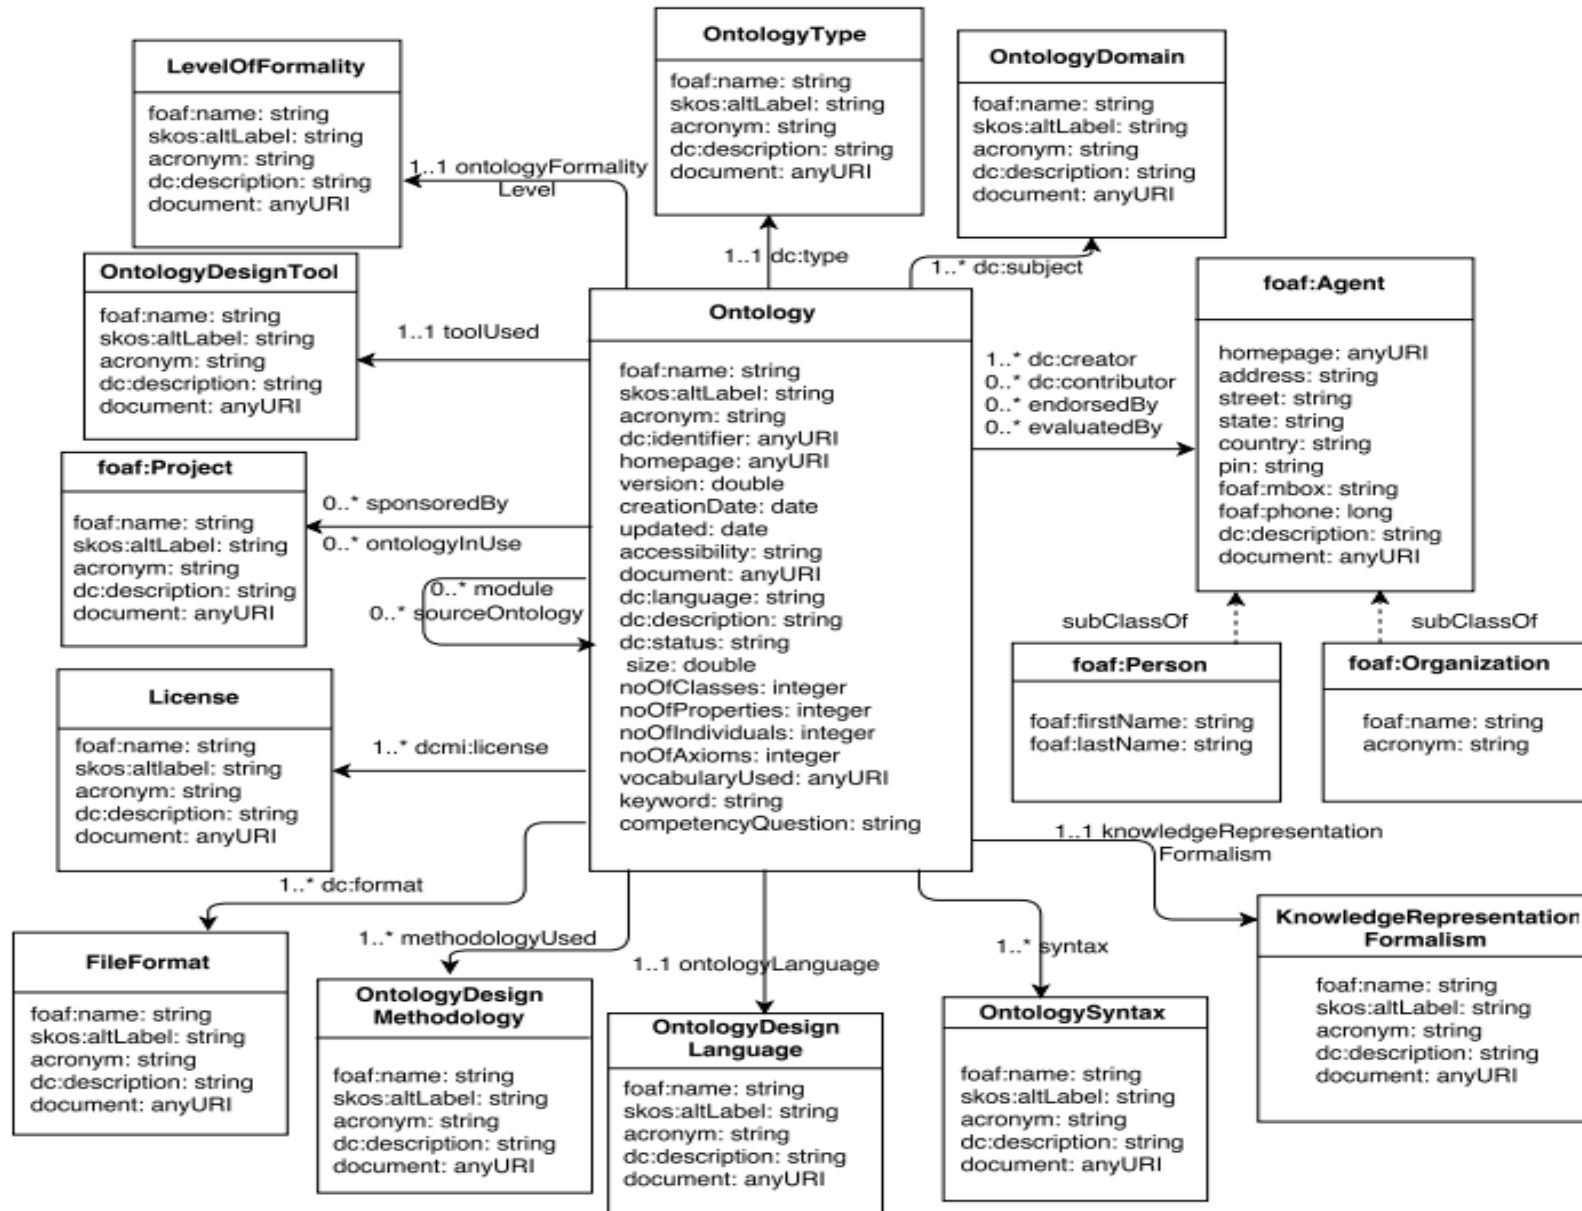 OntologyType
foaf:name: string
skos:altLabel: string
acronym: string
dc:description: string
document: anyURI
LevelOfFormality
foaf:name: string
skos:altLabel: string
acronym: string
dc:description: string
document: anyURI
OntologyDomain
foaf:name: string
skos:altLabel: string
acronym: string
dc:description: string
document: anyURI
1..1 ontologyFormality
Level
1..1 dc:type
1..* dc:subject
OntologyDesignTool
foaf:name: string
skos:altLabel: string
acronym: string
dc:description: string
document: anyURI
1..1 toolUsed
Ontology
foaf:name: string
skos:altLabel: string
acronym: string
dc:identifier: anyURI
homepage: anyURI
version: double
creationDate: date
updated: date
accessibility: string
document: anyURI
dc:language: string
dc:description: string
dc:status: string
size: double
noOfClasses: integer
noOfProperties: integer
noOfIndividuals: integer
noOfAxioms: integer
vocabularyUsed: anyURI
keyword: string
competencyQuestion: string
1..* dc:creator
0..* dc:contributor
0..* endorsedBy
0..* evaluatedBy
foaf:Agent
homepage: anyURI
address: string
street: string
state: string
country: string
pin: string
foaf:mbox: string
foaf:phone: long
dc:description: string
document: anyURI
foaf:Project
foaf:name: string
skos:altLabel: string
acronym: string
dc:description: string
document: anyURI
0..* sponsoredBy
0..* ontologyInUse
0..* module
0..* sourceOntology
subClassOf
subClassOf
foaf:Person
foaf:firstName: string
foaf:lastName: string
foaf:Organization
foaf:name: string
acronym: string
License
foaf:name: string
skos:altlabel: string
acronym: string
dc:description: string
document: anyURI
1..* dcmi:license
1..* dc:format
1..* methodologyUsed
1..1 ontologyLanguage
1..* syntax
1..1 knowledgeRepresentation
Formalism
FileFormat
foaf:name: string
skos:altLabel: string
acronym: string
dc:description: string
document: anyURI
OntologyDesign
Methodology
foaf:name: string
skos:altLabel: string
acronym: string
dc:description: string
document: anyURI
OntologyDesign
Language
foaf:name: string
skos:altLabel: string
acronym: string
dc:description: string
document: anyURI
OntologySyntax
foaf:name: string
skos:altLabel: string
acronym: string
dc:description: string
document: anyURI
KnowledgeRepresentation
Formalism
foaf:name: string
skos:altLabel: string
acronym: string
dc:description: string
document: anyURI